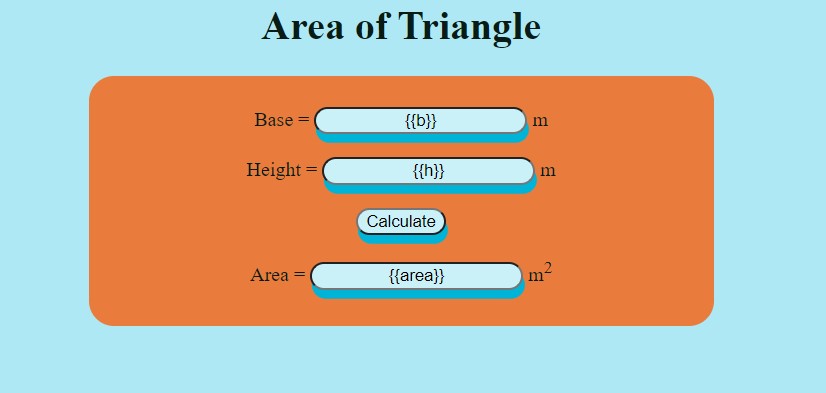 Area of Triangle
Base = {{b}} m
Height = {{h}} m
Calculate
Area = {{area}} m²